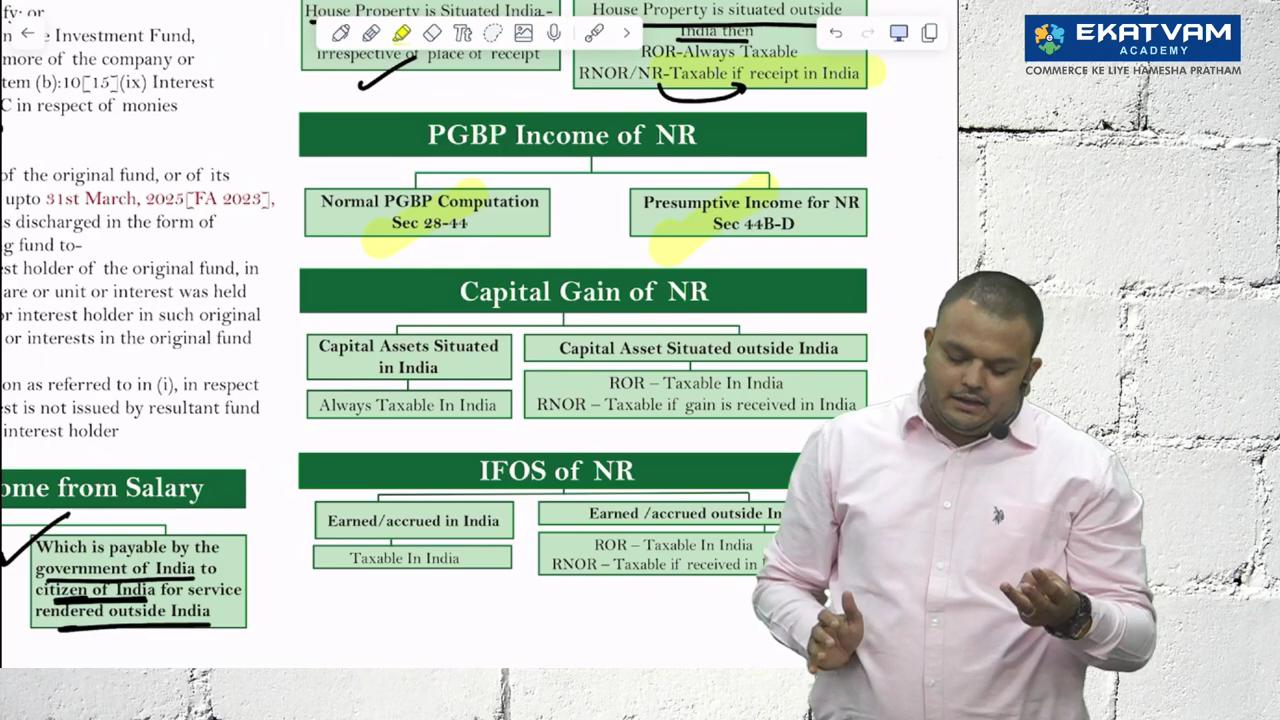 fy: or
e Investment Fund,
more of the company or
tem (b):10[15](ix) Interest
C in respect of monies
of the original fund, or of its
upto 31st March, 2025[FA 2023],
s discharged in the form of
g fund to-
est holder of the original fund, in
are or unit or interest was held
or interest holder in such original
or interests in the original fund
on as referred to in (i), in respect
est is not issued by resultant fund
interest holder
ome from Salary
Which is payable by the
government of India to
citizen of India for service
rendered outside India
House Property is Situated India.-
irrespective of place of receipt
House Property is situated outside
India then
ROR-Always Taxable
RNOR/NR-Taxable if receipt in India
Tt
PGBP Income of NR
Normal PGBP Computation
Sec 28-44
Presumptive Income for NR
Sec 44B-D
Capital Gain of NR
Capital Assets Situated
in India
Always Taxable In India
Capital Asset Situated outside India
ROR – Taxable In India
RNOR – Taxable if gain is received in India
IFOS of NR
Earned/accrued in India
Taxable In India
Earned /accrued outside In
ROR – Taxable In India
RNOR – Taxable if received in
EKATVAM
ACADEMY
COMMERCE KE LIYE HAMESHA PRATHAM